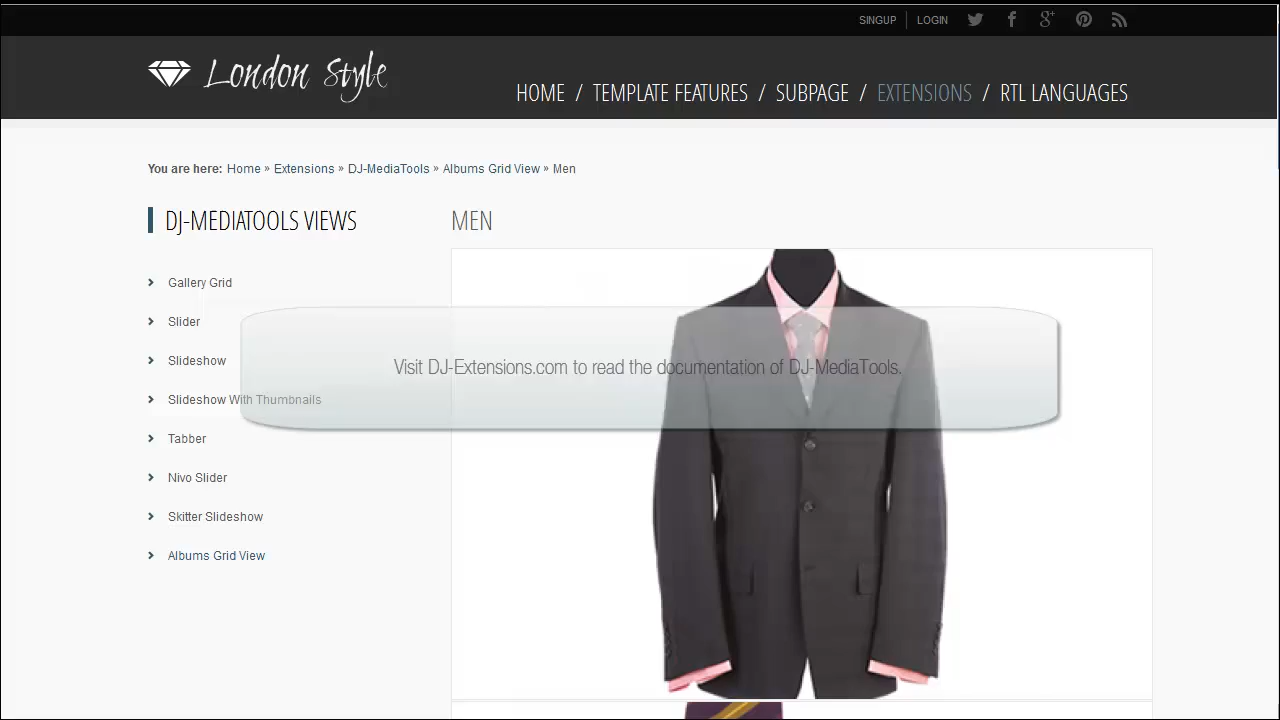 SINGUP LOGIN
London Style
HOME / TEMPLATE FEATURES / SUBPAGE / EXTENSIONS / RTL LANGUAGES
You are here: Home » Extensions » DJ-MediaTools » Albums Grid View » Men
DJ-MEDIATOOLS VIEWS
Gallery Grid
Slider
Slideshow
Slideshow With Thumbnails
Tabber
Nivo Slider
Skitter Slideshow
Albums Grid View
MEN
Visit DJ-Extensions.com to read the documentation of DJ-MediaTools.